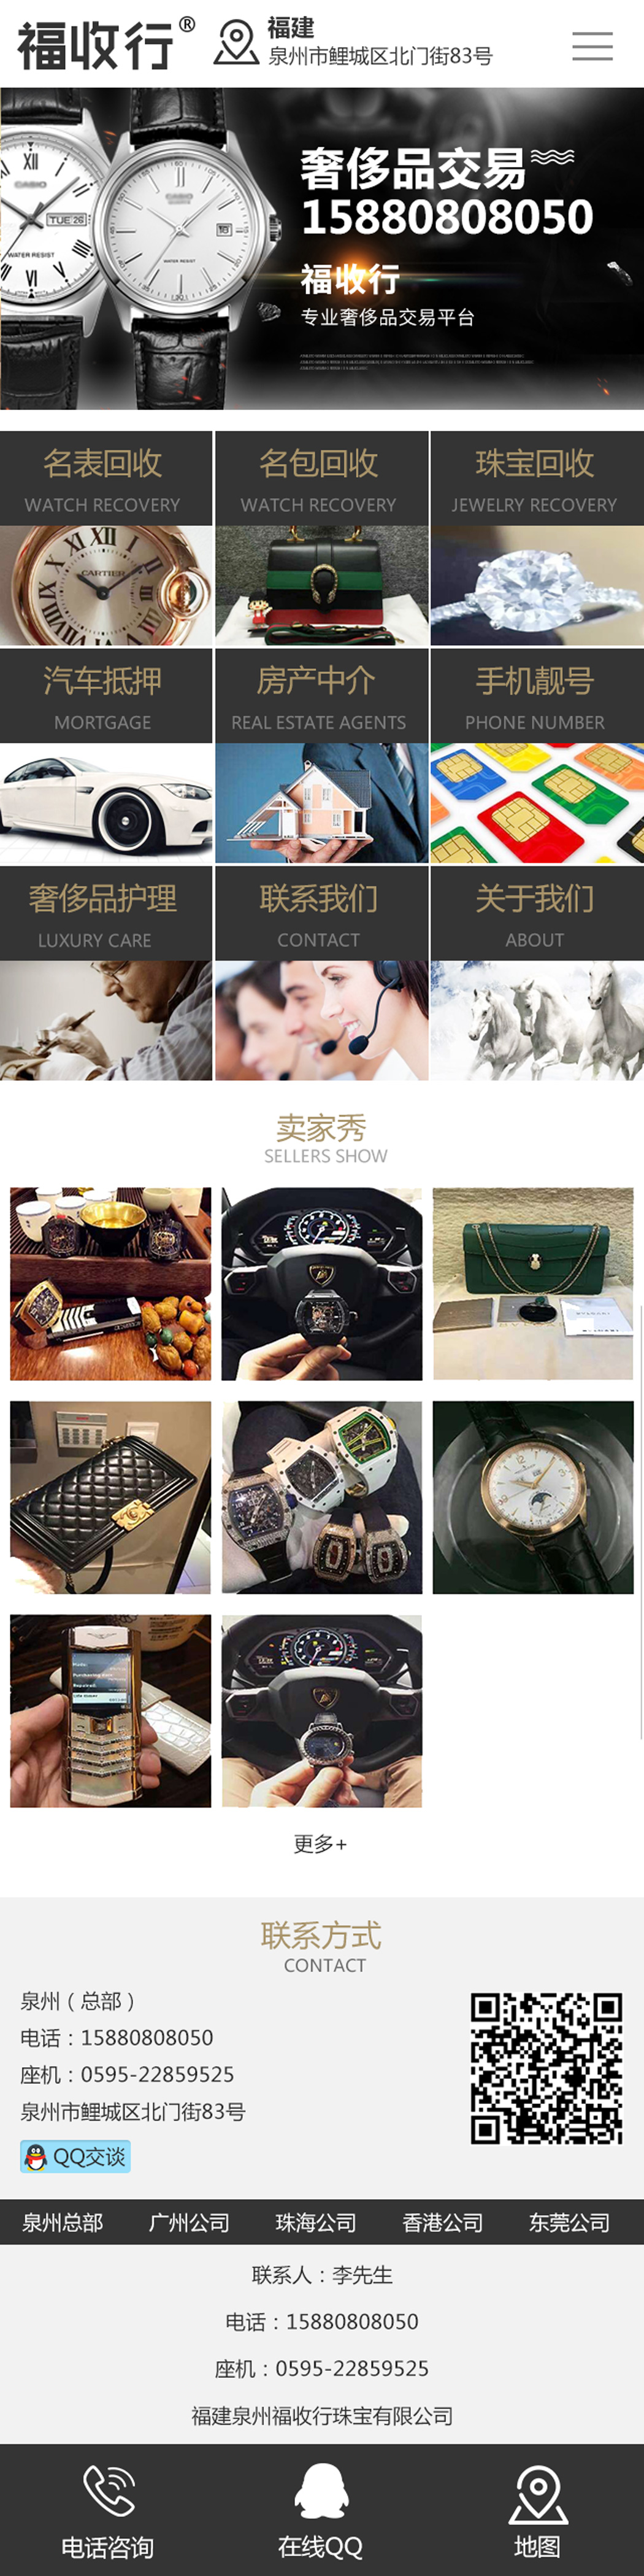 福收行®
福建
泉州市鲤城区北门街83号
奢侈品交易
15880808050
福收行
专业奢侈品交易平台
CASIO
TUE 26
WATER RESIST
CASIO
WATER RESIST
名表回收
WATCH RECOVERY
名包回收
WATCH RECOVERY
珠宝回收
JEWELRY RECOVERY
CARTIER
汽车抵押
MORTGAGE
房产中介
REAL ESTATE AGENTS
手机靓号
PHONE NUMBER
奢侈品护理
LUXURY CARE
联系我们
CONTACT
关于我们
ABOUT
卖家秀
SELLERS SHOW
更多+
联系方式
CONTACT
泉州（总部）
电话：15880808050
座机：0595-22859525
泉州市鲤城区北门街83号
QQ交谈
泉州总部 广州公司 珠海公司 香港公司 东莞公司
联系人：李先生
电话：15880808050
座机：0595-22859525
福建泉州福收行珠宝有限公司
电话咨询 在线QQ 地图